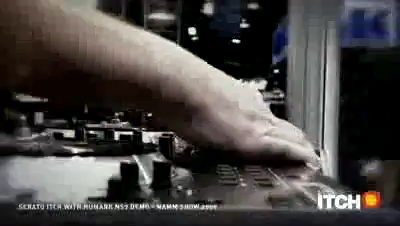 SERATO ITCH WITH NUMARK NS7 DEMO - NAMM SHOW 2009
ITCH